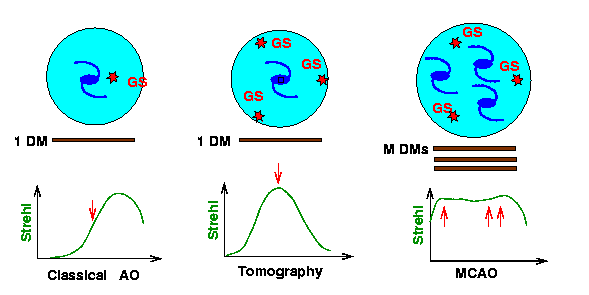 GS
1 DM
Strehl
Classical AO
GS
GS
GS
1 DM
Strehl
Tomography
GS
GS
GS
M DMs
Strehl
MCAO